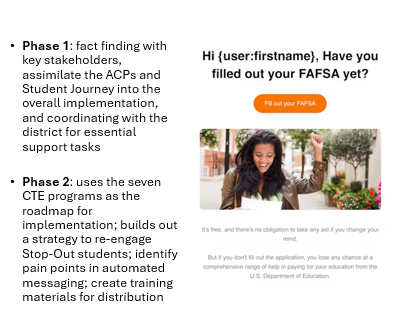 • Phase 1: fact finding with
key stakeholders,
assimilate the ACPs and
Student Journey into the
overall implementation,
and coordinating with the
district for essential
support tasks
• Phase 2: uses the seven
CTE programs as the
roadmap for
implementation; builds out
a strategy to re-engage
Stop-Out students; identify
pain points in automated
messaging; create training
materials for distribution
Hi {user:firstname}, Have you
filled out your FAFSA yet?
Fill out your FAFSA
It's free, and there's no obligation to take any aid if you change your
mind.
But if you don't fill out the application, you lose any chance at a
comprehensive range of help in paying for your education from the
U.S. Department of Education.